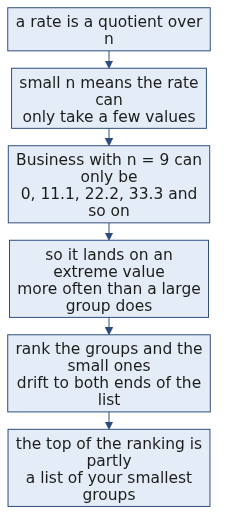 a rate is a quotient over
n
small n means the rate
can
only take a few values
Business with n = 9 can
only be
0, 11.1, 22.2, 33.3 and
so on
so it lands on an
extreme value
more often than a large
group does
rank the groups and the
small ones
drift to both ends of the
list
the top of the ranking is
partly
a list of your smallest
groups